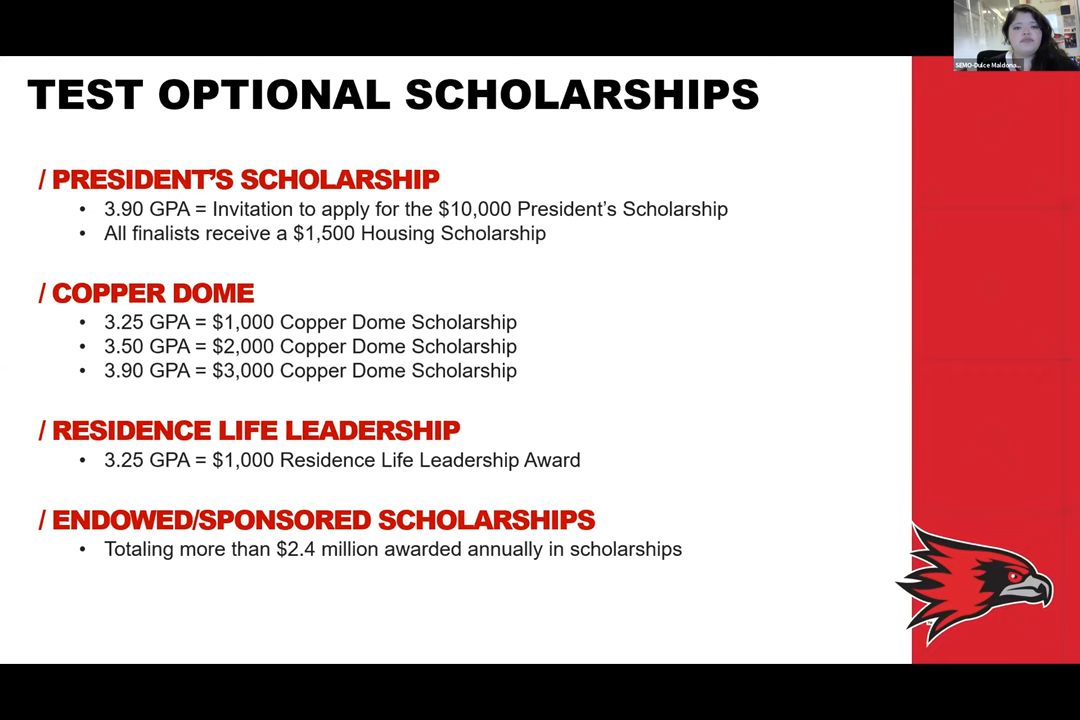 TEST OPTIONAL SCHOLARSHIPS
SEMO-Dulce Maldona...
/ PRESIDENT'S SCHOLARSHIP
• 3.90 GPA = Invitation to apply for the $10,000 President's Scholarship
• All finalists receive a $1,500 Housing Scholarship
/ COPPER DOME
• 3.25 GPA = $1,000 Copper Dome Scholarship
• 3.50 GPA = $2,000 Copper Dome Scholarship
• 3.90 GPA = $3,000 Copper Dome Scholarship
/ RESIDENCE LIFE LEADERSHIP
• 3.25 GPA = $1,000 Residence Life Leadership Award
/ ENDOWED/SPONSORED SCHOLARSHIPS
• Totaling more than $2.4 million awarded annually in scholarships